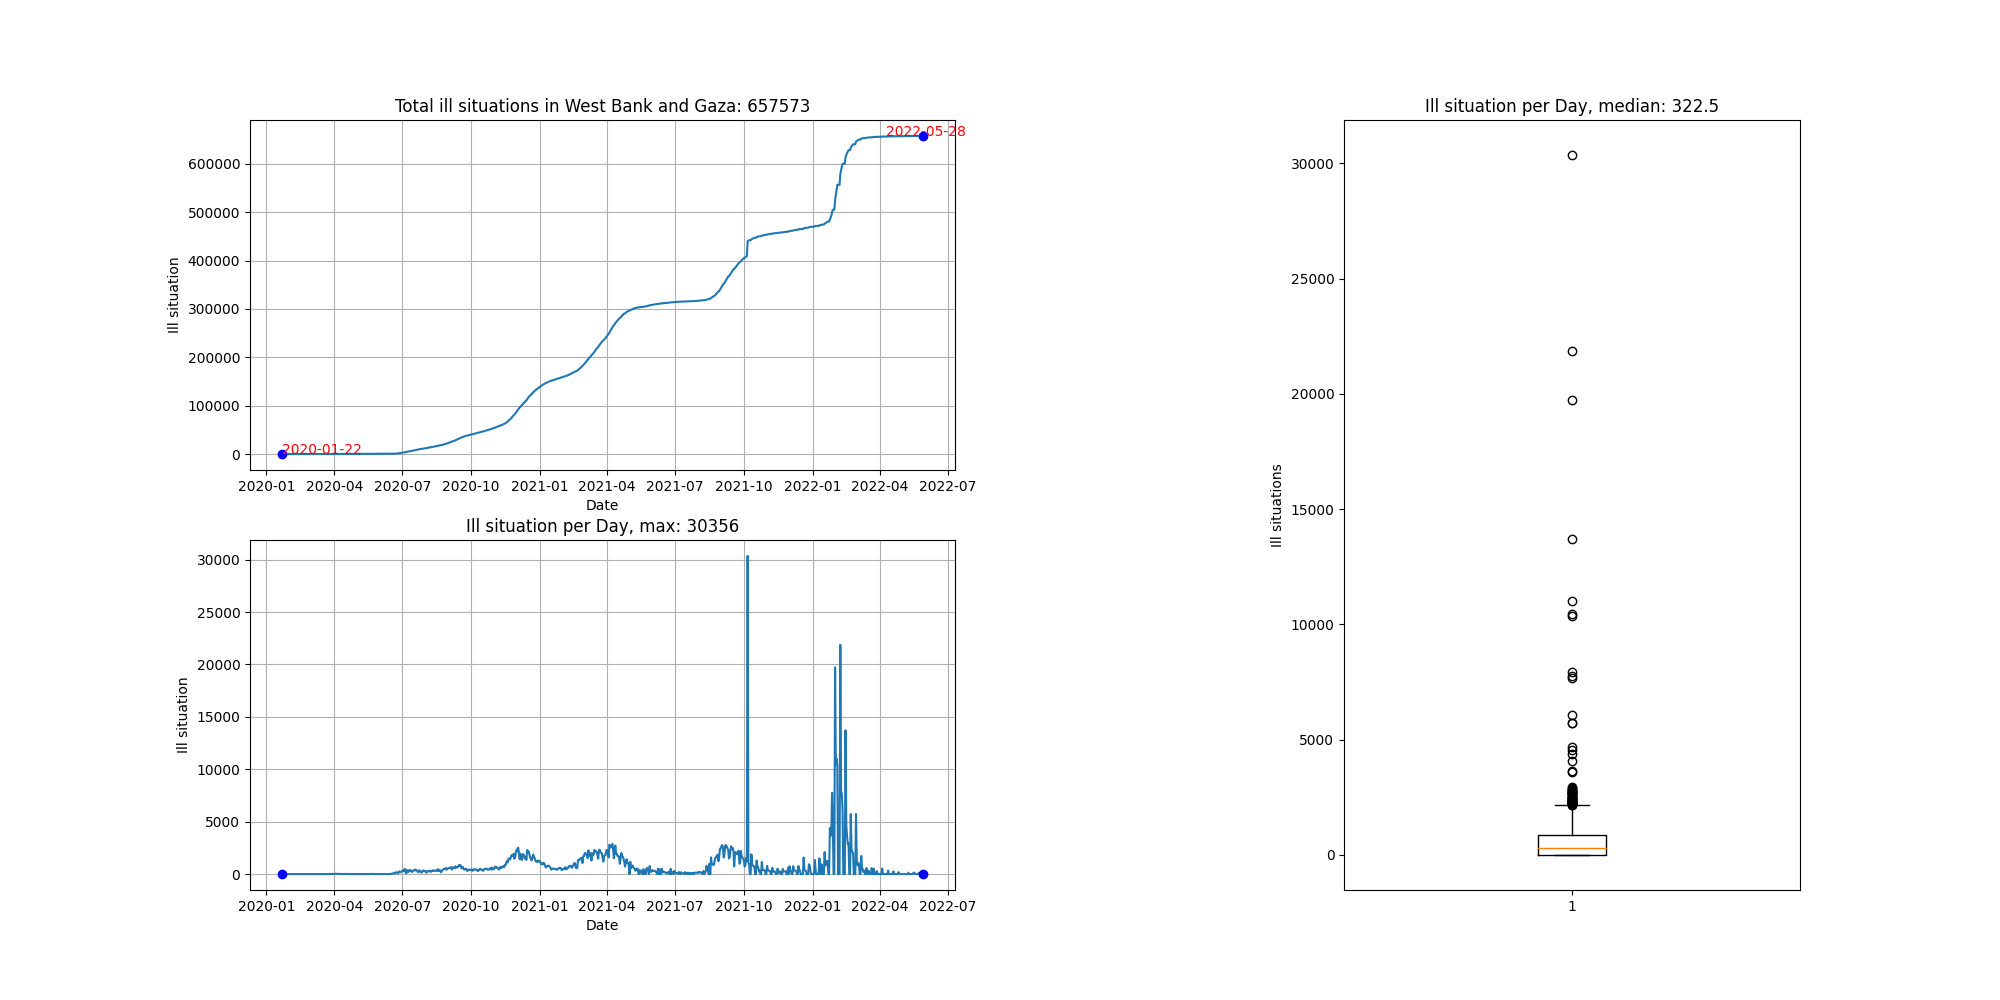 Total ill situations in West Bank and Gaza: 657573
Ill situation
600000
500000
400000
300000
200000
100000
0
2020-01-22
2022-05-28
2020-01 2020-04 2020-07 2020-10 2021-01 2021-04 2021-07 2021-10 2022-01 2022-04 2022-07
Date
Ill situation per Day, max: 30356
Ill situation
30000
25000
20000
15000
10000
5000
0
2020-01 2020-04 2020-07 2020-10 2021-01 2021-04 2021-07 2021-10 2022-01 2022-04 2022-07
Date
Ill situation per Day, median: 322.5
Ill situations
30000
25000
20000
15000
10000
5000
0
1